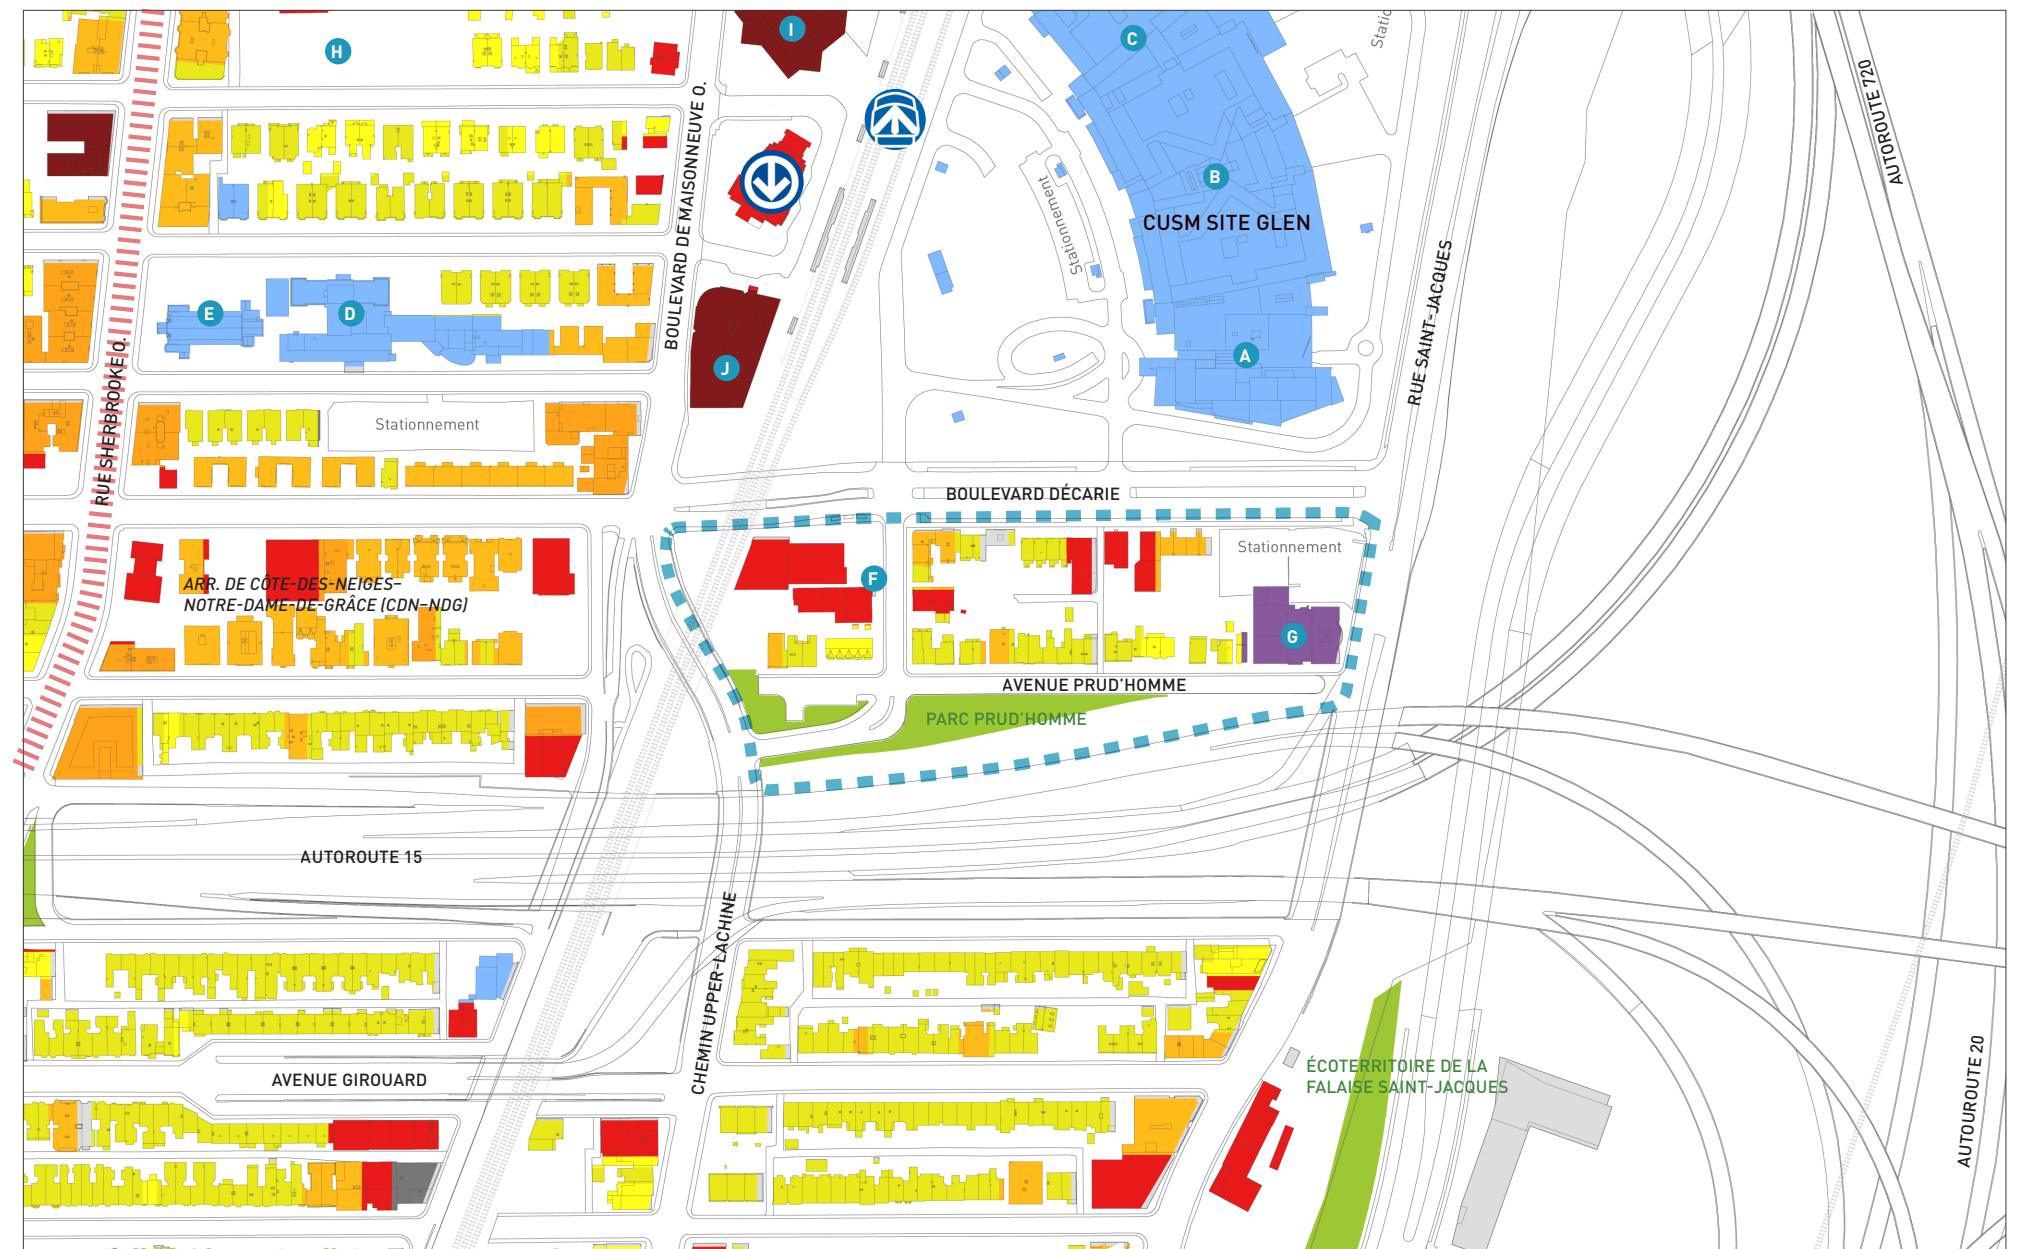 I
C
H
Static
AUTOROUTE 720
BOULEVARD DE MAISONNEUVE O.
B
CUSM SITE GLEN
Stationnement
RUE SAINT-JACQUES
E
D
A
J
RUE SHERBROOKE O.
Stationnement
BOULEVARD DÉCARIE
Stationnement
F
ARR. DE CÔTE-DES-NEIGES–
NOTRE-DAME-DE-GRÂCE (CDN–NDG)
G
AVENUE PRUD'HOMME
PARC PRUD'HOMME
AUTOROUTE 15
CHEMIN UPPER-LACHINE
AVENUE GIROUARD
ÉCOTERRITOIRE DE LA
FALAISE SAINT-JACQUES
AUTOUROUTE 20